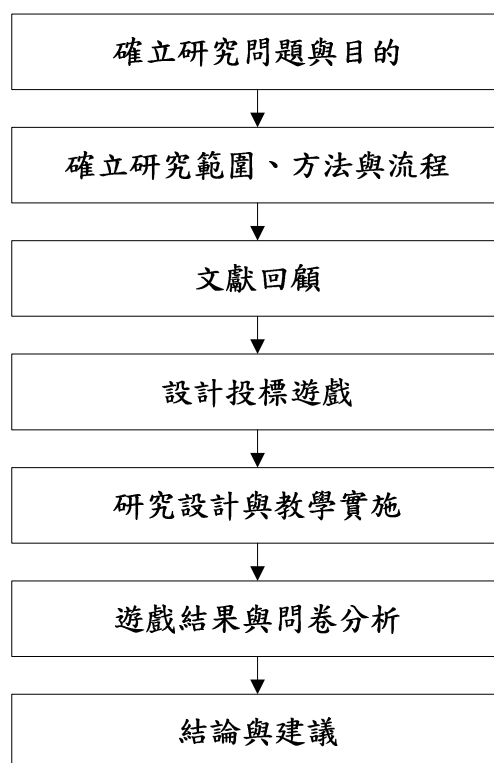 確立研究問題與目的
確立研究範圍、方法與流程
文獻回顧
設計投標遊戲
研究設計與教學實施
遊戲結果與問卷分析
結論與建議